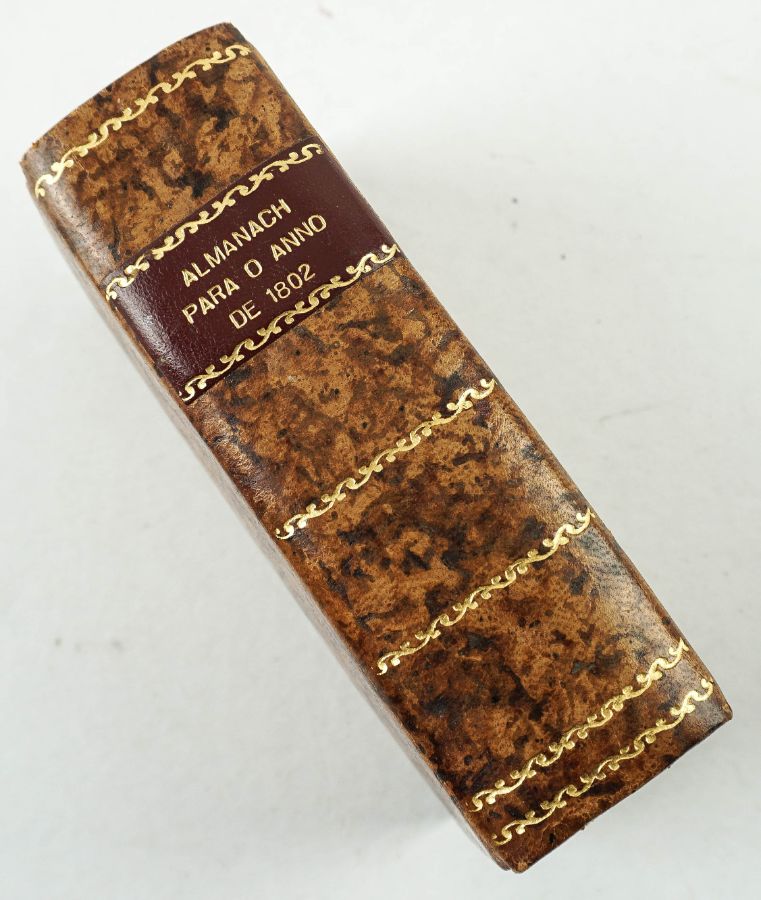 ALMANACH
PARA O ANNO
DE 1802